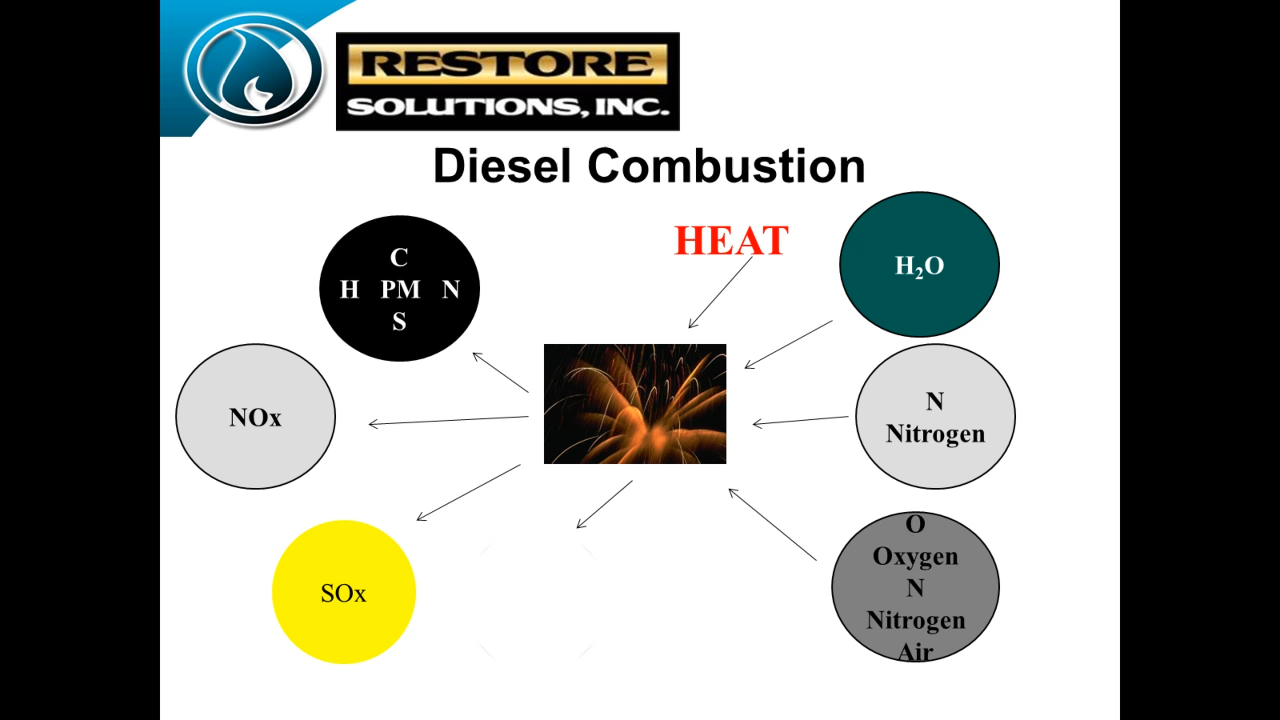 RESTORE
SOLUTIONS, INC.
Diesel Combustion
HEAT
C
H PM N
S
H₂O
NOx
N
Nitrogen
SOx
O
Oxygen
N
Nitrogen
Air